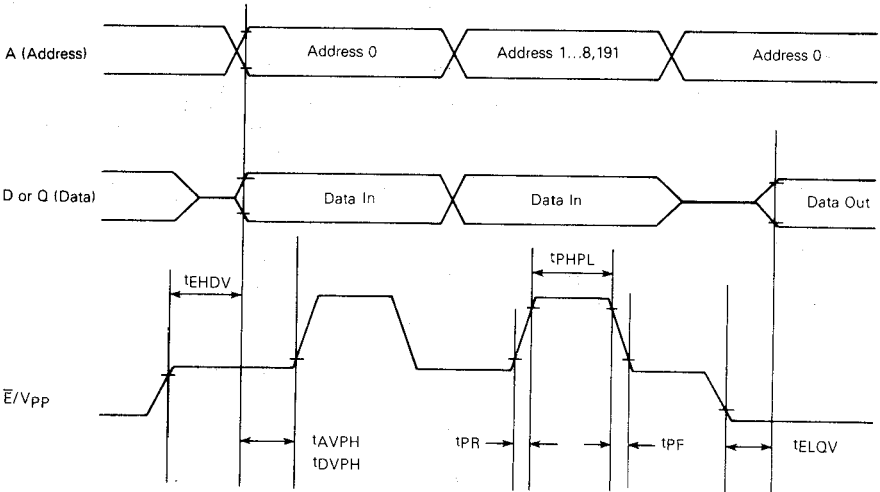 A (Address)
Address 0
Address 1...8,191
Address 0
D or Q (Data)
Data In
Data In
Data Out
tEHDV
tPHPL
E̅/VPP
tAVPH
tDVPH
tPR
tPF
tELQV